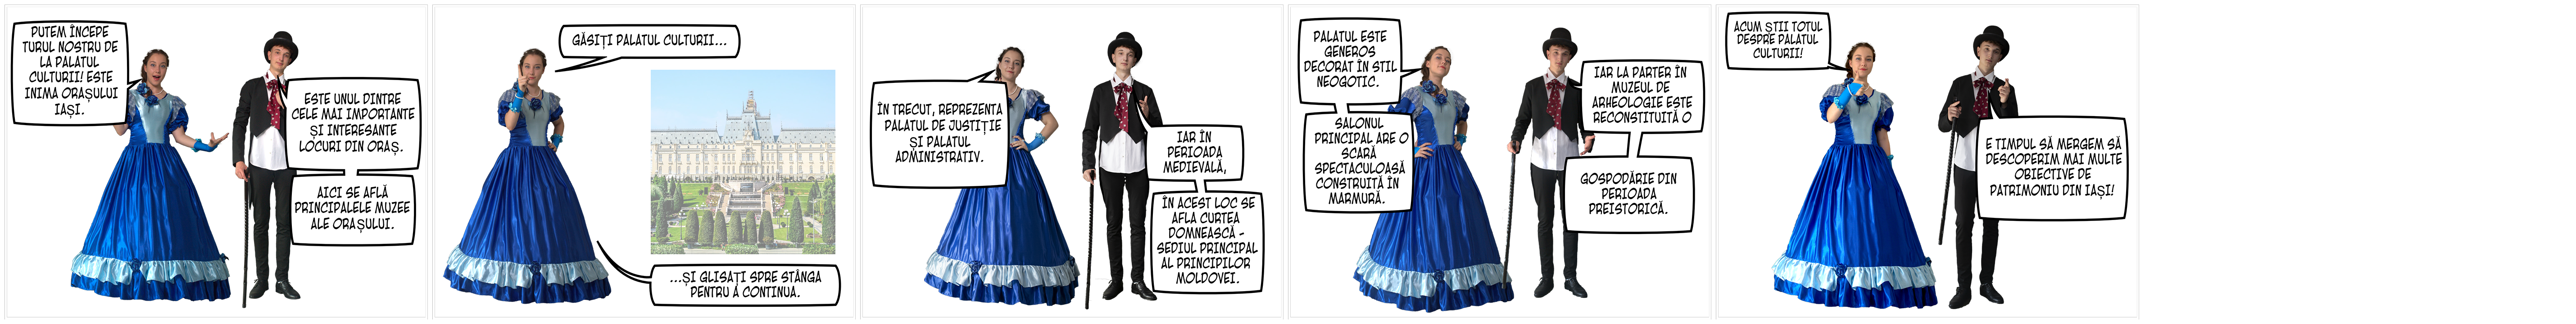 PUTEM ÎNCEPE
TURUL NOSTRU DE
LA PALATUL
CULTURII! ESTE
INIMA ORAȘULUI
IAȘI.
ESTE UNUL DINTRE
CELE MAI IMPORTANTE
ȘI INTERESANTE
LOCURI DIN ORAȘ.
AICI SE AFLĂ
PRINCIPALELE MUZEE
ALE ORAȘULUI.
GĂSIȚI PALATUL CULTURII...
...ȘI GLISAȚI SPRE STÂNGA
PENTRU A CONTINUA.
ÎN TRECUT, REPREZENTA
PALATUL DE JUSTIȚIE
ȘI PALATUL
ADMINISTRATIV.
IAR ÎN
PERIOADA
MEDIEVALĂ,
ÎN ACEST LOC SE
AFLA CURTEA
DOMNEASCĂ -
SEDIUL PRINCIPAL
AL PRINCIPILOR
MOLDOVEI.
PALATUL ESTE
GENEROS
DECORAT ÎN STIL
NEOGOTIC.
SALONUL
PRINCIPAL ARE O
SCARĂ
SPECTACULOASĂ
CONSTRUITĂ ÎN
MARMURĂ.
IAR LA PARTER ÎN
MUZEUL DE
ARHEOLOGIE ESTE
RECONSTITUITĂ O
GOSPODĂRIE DIN
PERIOADA
PREISTORICĂ.
ACUM ȘTII TOTUL
DESPRE PALATUL
CULTURII!
E TIMPUL SĂ MERGEM SĂ
DESCOPERIM MAI MULTE
OBIECTIVE DE
PATRIMONIU DIN IAȘI!